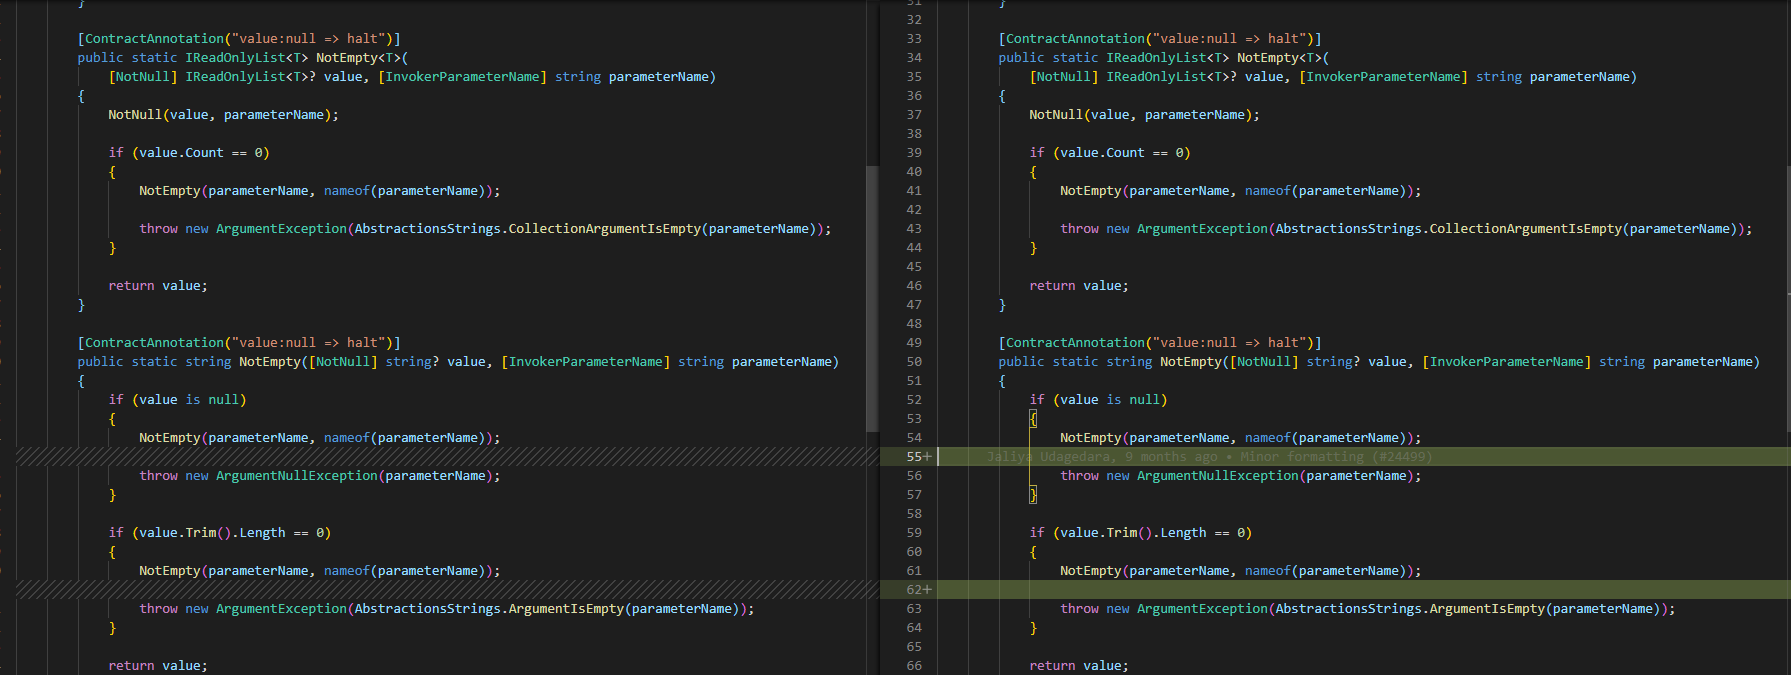 }
[ContractAnnotation("value:null => halt")]
public static IReadOnlyList<T> NotEmpty<T>(
[NotNull] IReadOnlyList<T>? value, [InvokerParameterName] string parameterName)
{
NotNull(value, parameterName);
if (value.Count == 0)
{
NotEmpty(parameterName, nameof(parameterName));
throw new ArgumentException(AbstractionsStrings.CollectionArgumentIsEmpty(parameterName));
}
return value;
}
[ContractAnnotation("value:null => halt")]
public static string NotEmpty([NotNull] string? value, [InvokerParameterName] string parameterName)
{
if (value is null)
{
NotEmpty(parameterName, nameof(parameterName));
throw new ArgumentNullException(parameterName);
}
if (value.Trim().Length == 0)
{
NotEmpty(parameterName, nameof(parameterName));
throw new ArgumentException(AbstractionsStrings.ArgumentIsEmpty(parameterName));
}
return value;
31 }
32
33 [ContractAnnotation("value:null => halt")]
34 public static IReadOnlyList<T> NotEmpty<T>(
35 [NotNull] IReadOnlyList<T>? value, [InvokerParameterName] string parameterName)
36 {
37 NotNull(value, parameterName);
38
39 if (value.Count == 0)
40 {
41 NotEmpty(parameterName, nameof(parameterName));
42
43 throw new ArgumentException(AbstractionsStrings.CollectionArgumentIsEmpty(parameterName));
44 }
45
46 return value;
47 }
48
49 [ContractAnnotation("value:null => halt")]
50 public static string NotEmpty([NotNull] string? value, [InvokerParameterName] string parameterName)
51 {
52 if (value is null)
53 {
54 NotEmpty(parameterName, nameof(parameterName));
55+ Jaliya Udagedara, 9 months ago • Minor formatting (#24499)
56 throw new ArgumentNullException(parameterName);
57 }
58
59 if (value.Trim().Length == 0)
60 {
61 NotEmpty(parameterName, nameof(parameterName));
62+
63 throw new ArgumentException(AbstractionsStrings.ArgumentIsEmpty(parameterName));
64 }
65
66 return value;